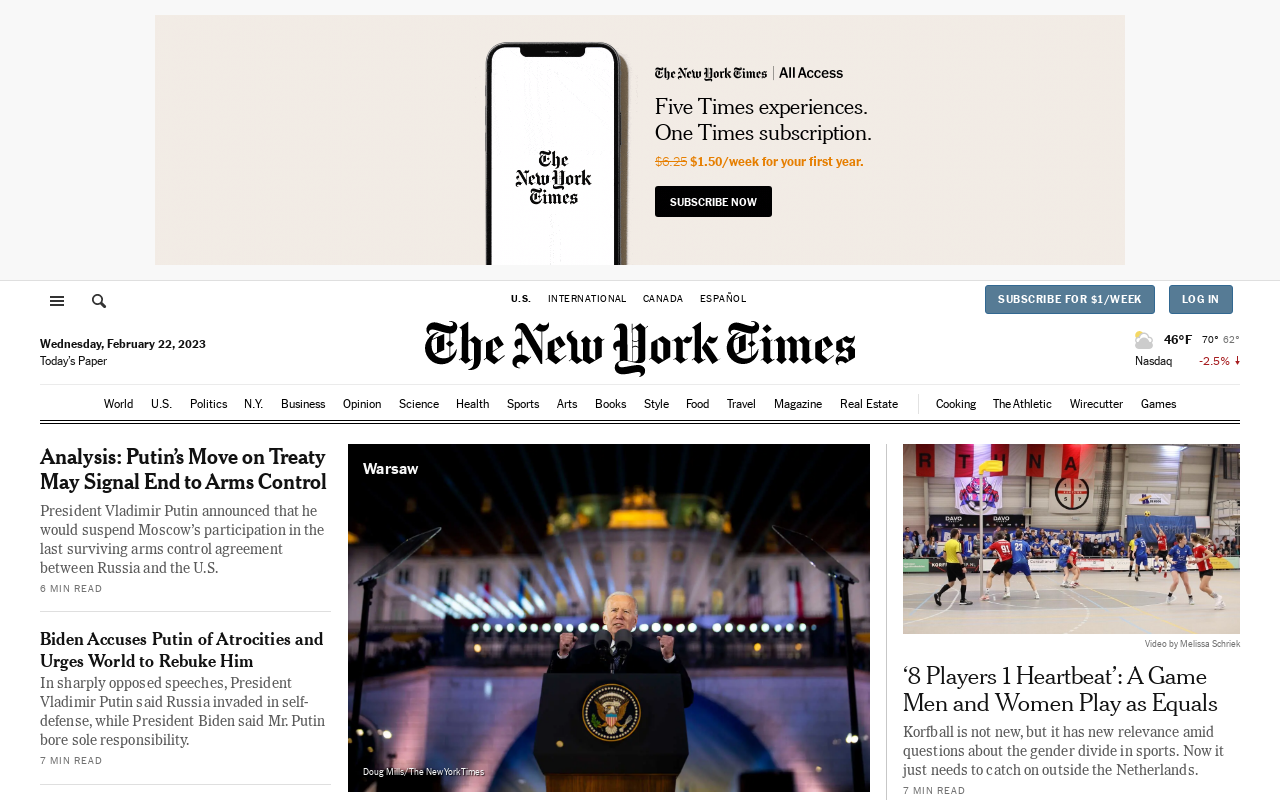 The New York Times
The New York Times | All Access
Five Times experiences.
One Times subscription.
$6.25 $1.50/week for your first year.
SUBSCRIBE NOW
U.S. INTERNATIONAL CANADA ESPAÑOL
SUBSCRIBE FOR $1/WEEK LOG IN
The New York Times
Wednesday, February 22, 2023
Today's Paper
46°F 70° 62°
Nasdaq -2.5%
World U.S. Politics N.Y. Business Opinion Science Health Sports Arts Books Style Food Travel Magazine Real Estate Cooking The Athletic Wirecutter Games
Analysis: Putin’s Move on Treaty
May Signal End to Arms Control
President Vladimir Putin announced that he
would suspend Moscow’s participation in the
last surviving arms control agreement
between Russia and the U.S.
6 MIN READ
Biden Accuses Putin of Atrocities and
Urges World to Rebuke Him
In sharply opposed speeches, President
Vladimir Putin said Russia invaded in self-
defense, while President Biden said Mr. Putin
bore sole responsibility.
7 MIN READ
Warsaw
Doug Mills/The New York Times
R T U N A
DAVO
91
23
Video by Melissa Schriek
‘8 Players 1 Heartbeat’: A Game
Men and Women Play as Equals
Korfball is not new, but it has new relevance amid
questions about the gender divide in sports. Now it
just needs to catch on outside the Netherlands.
7 MIN READ